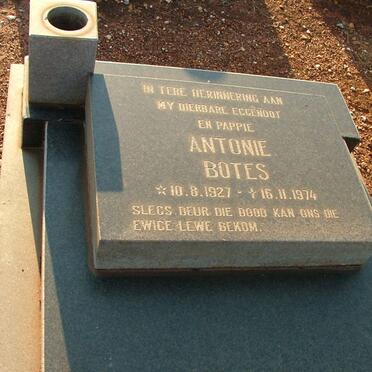 IN TERE HERINNERING AAN
MY DIERBARE EGGENOOT
EN PAPPIE
ANTONIE
BOTES
☆ 10.8.1927 - ✝ 16.11.1974
SLEGS DEUR DIE DOOD KAN ONS DIE
EWIGE LEWE BEKOM.